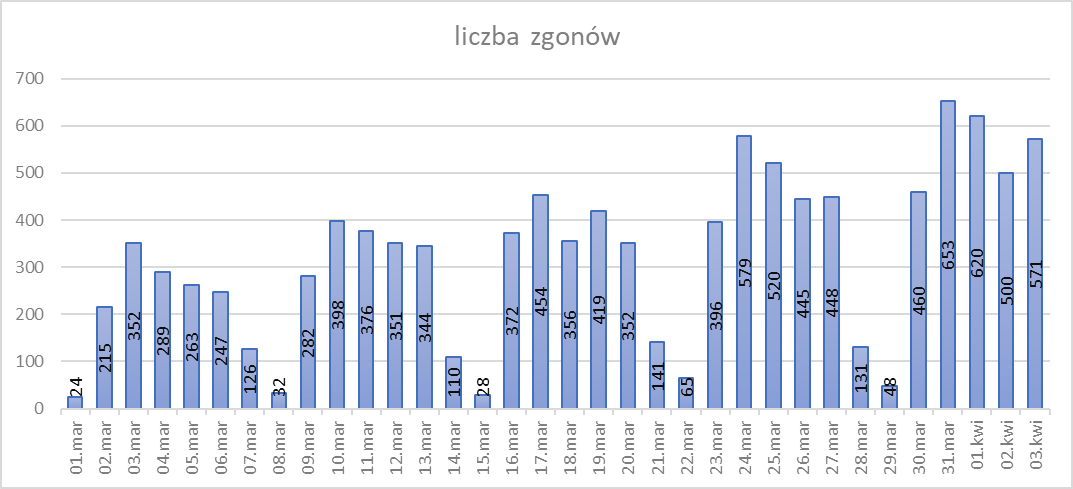 liczba zgonów
700
600
500
400
300
200
100
0
24
215
352
289
263
247
126
32
282
398
376
351
344
110
28
372
454
356
419
352
141
65
396
579
520
445
448
131
48
460
653
620
500
571
01.mar
02.mar
03.mar
04.mar
05.mar
06.mar
07.mar
08.mar
09.mar
10.mar
11.mar
12.mar
13.mar
14.mar
15.mar
16.mar
17.mar
18.mar
19.mar
20.mar
21.mar
22.mar
23.mar
24.mar
25.mar
26.mar
27.mar
28.mar
29.mar
30.mar
31.mar
01.kwi
02.kwi
03.kwi